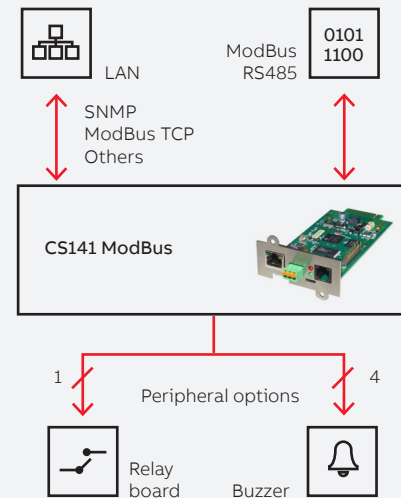 0101
1100
LAN
ModBus
RS485
SNMP
ModBus TCP
Others
CS141 ModBus
1
4
Peripheral options
Relay
board
Buzzer